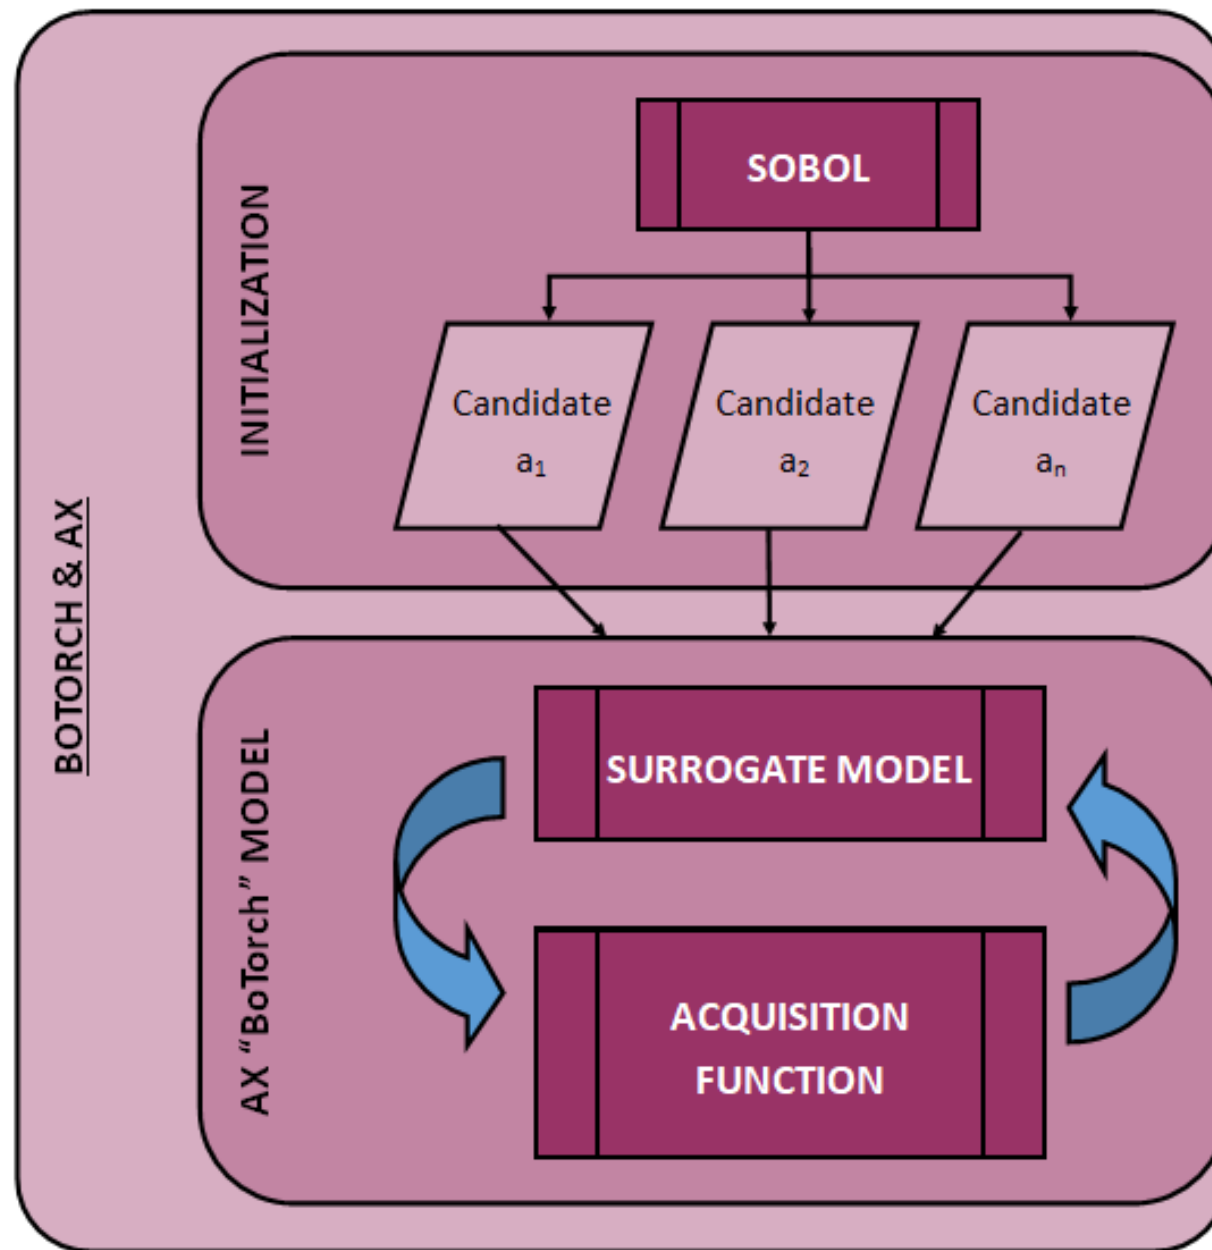 BOTORCH & AX
INITIALIZATION
SOBOL
Candidate
a₁
Candidate
a₂
Candidate
aₙ
AX “BoTorch” MODEL
SURROGATE MODEL
ACQUISITION
FUNCTION